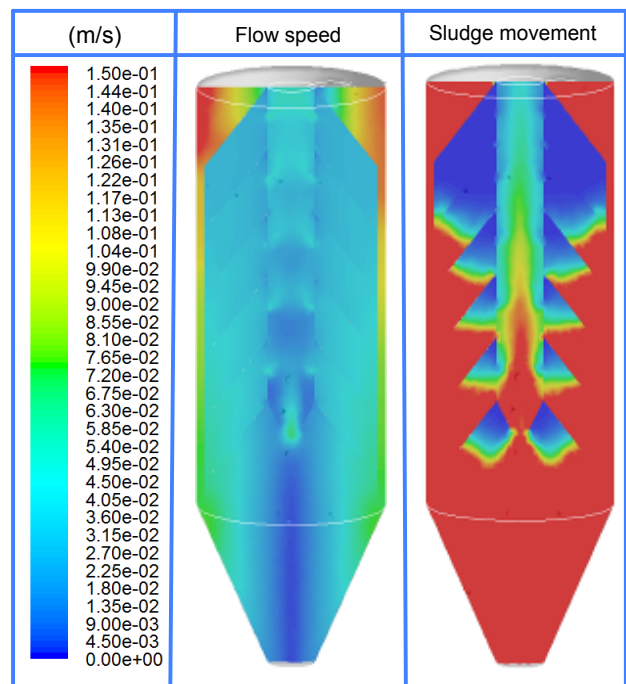 (m/s)
Flow speed
Sludge movement
1.50e-01
1.44e-01
1.40e-01
1.35e-01
1.31e-01
1.26e-01
1.22e-01
1.17e-01
1.13e-01
1.08e-01
1.04e-01
9.90e-02
9.45e-02
9.00e-02
8.55e-02
8.10e-02
7.65e-02
7.20e-02
6.75e-02
6.30e-02
5.85e-02
5.40e-02
4.95e-02
4.50e-02
4.05e-02
3.60e-02
3.15e-02
2.70e-02
2.25e-02
1.80e-02
1.35e-02
9.00e-03
4.50e-03
0.00e+00